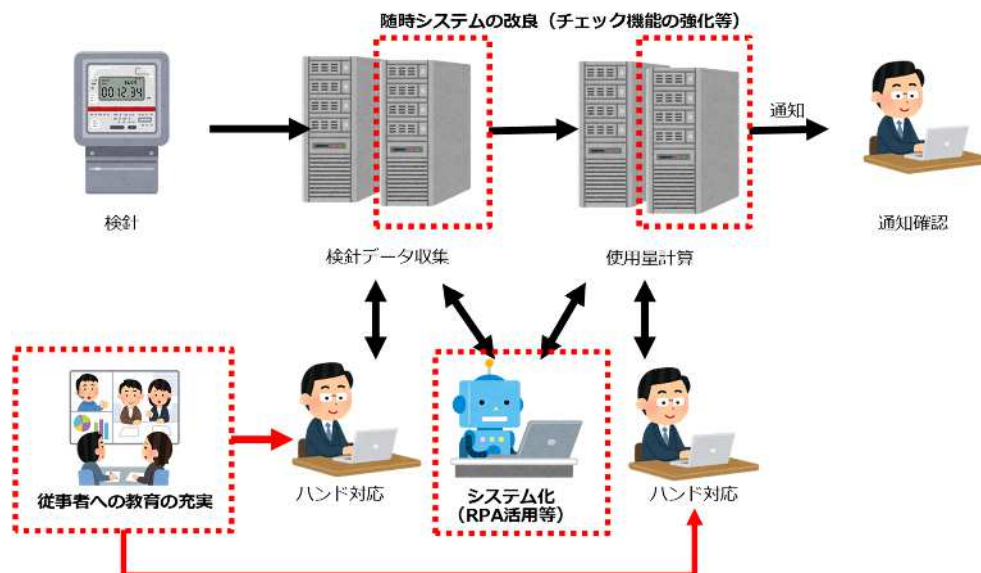 随時システムの改良（チェック機能の強化等）
0012.34
通知
検針
通知確認
検針データ収集
使用量計算
ハンド対応
システム化
（RPA活用等）
ハンド対応
従事者への教育の充実